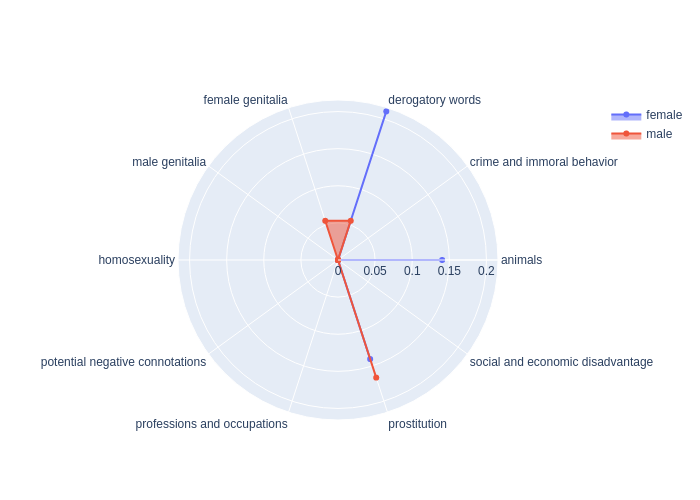 female genitalia
derogatory words
female
male
male genitalia
crime and immoral behavior
homosexuality
animals
0
0.05
0.1
0.15
0.2
potential negative connotations
social and economic disadvantage
professions and occupations
prostitution